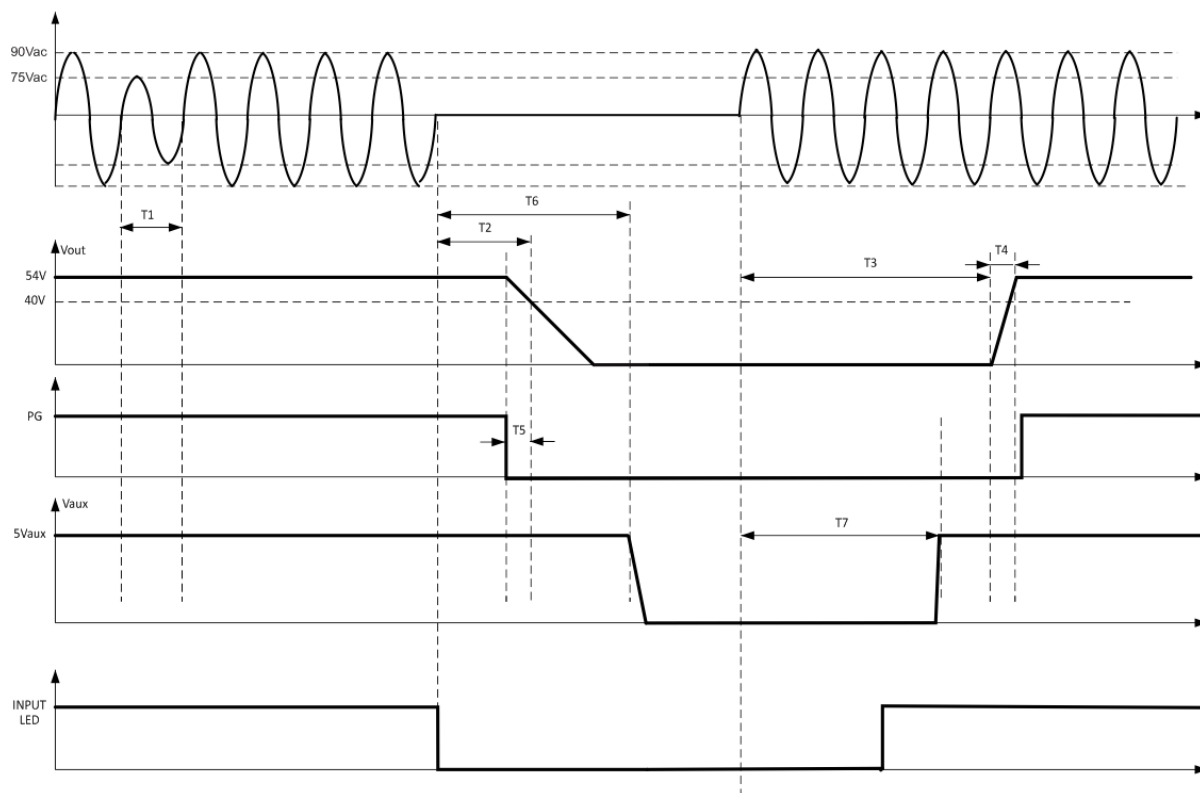 90Vac
75Vac
T1
T6
T2
Vout
54V
40V
T3
T4
PG
T5
Vaux
5Vaux
T7
INPUT
LED